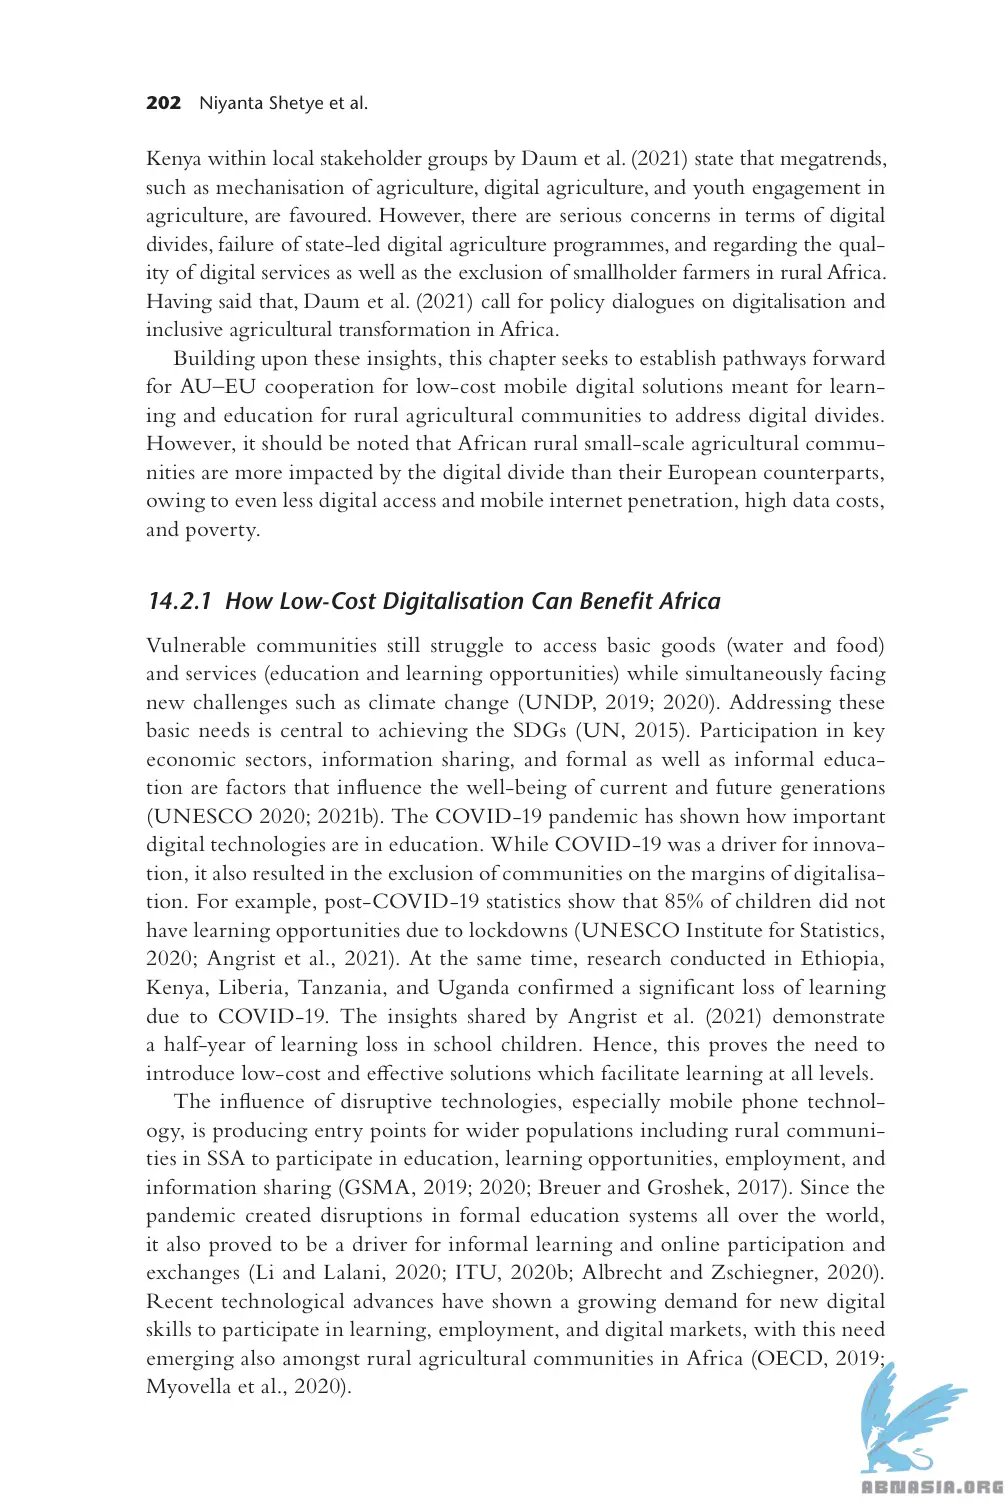 202 Niyanta Shetye et al.
Kenya within local stakeholder groups by Daum et al. (2021) state that megatrends,
such as mechanisation of agriculture, digital agriculture, and youth engagement in
agriculture, are favoured. However, there are serious concerns in terms of digital
divides, failure of state-led digital agriculture programmes, and regarding the qual-
ity of digital services as well as the exclusion of smallholder farmers in rural Africa.
Having said that, Daum et al. (2021) call for policy dialogues on digitalisation and
inclusive agricultural transformation in Africa.
Building upon these insights, this chapter seeks to establish pathways forward
for AU–EU cooperation for low-cost mobile digital solutions meant for learn-
ing and education for rural agricultural communities to address digital divides.
However, it should be noted that African rural small-scale agricultural commu-
nities are more impacted by the digital divide than their European counterparts,
owing to even less digital access and mobile internet penetration, high data costs,
and poverty.
14.2.1 How Low-Cost Digitalisation Can Benefit Africa
Vulnerable communities still struggle to access basic goods (water and food)
and services (education and learning opportunities) while simultaneously facing
new challenges such as climate change (UNDP, 2019; 2020). Addressing these
basic needs is central to achieving the SDGs (UN, 2015). Participation in key
economic sectors, information sharing, and formal as well as informal educa-
tion are factors that influence the well-being of current and future generations
(UNESCO 2020; 2021b). The COVID-19 pandemic has shown how important
digital technologies are in education. While COVID-19 was a driver for innova-
tion, it also resulted in the exclusion of communities on the margins of digitalisa-
tion. For example, post-COVID-19 statistics show that 85% of children did not
have learning opportunities due to lockdowns (UNESCO Institute for Statistics,
2020; Angrist et al., 2021). At the same time, research conducted in Ethiopia,
Kenya, Liberia, Tanzania, and Uganda confirmed a significant loss of learning
due to COVID-19. The insights shared by Angrist et al. (2021) demonstrate
a half-year of learning loss in school children. Hence, this proves the need to
introduce low-cost and effective solutions which facilitate learning at all levels.
The influence of disruptive technologies, especially mobile phone technol-
ogy, is producing entry points for wider populations including rural communi-
ties in SSA to participate in education, learning opportunities, employment, and
information sharing (GSMA, 2019; 2020; Breuer and Groshek, 2017). Since the
pandemic created disruptions in formal education systems all over the world,
it also proved to be a driver for informal learning and online participation and
exchanges (Li and Lalani, 2020; ITU, 2020b; Albrecht and Zschiegner, 2020).
Recent technological advances have shown a growing demand for new digital
skills to participate in learning, employment, and digital markets, with this need
emerging also amongst rural agricultural communities in Africa (OECD, 2019;
Myovella et al., 2020).
ABNASIA.ORG